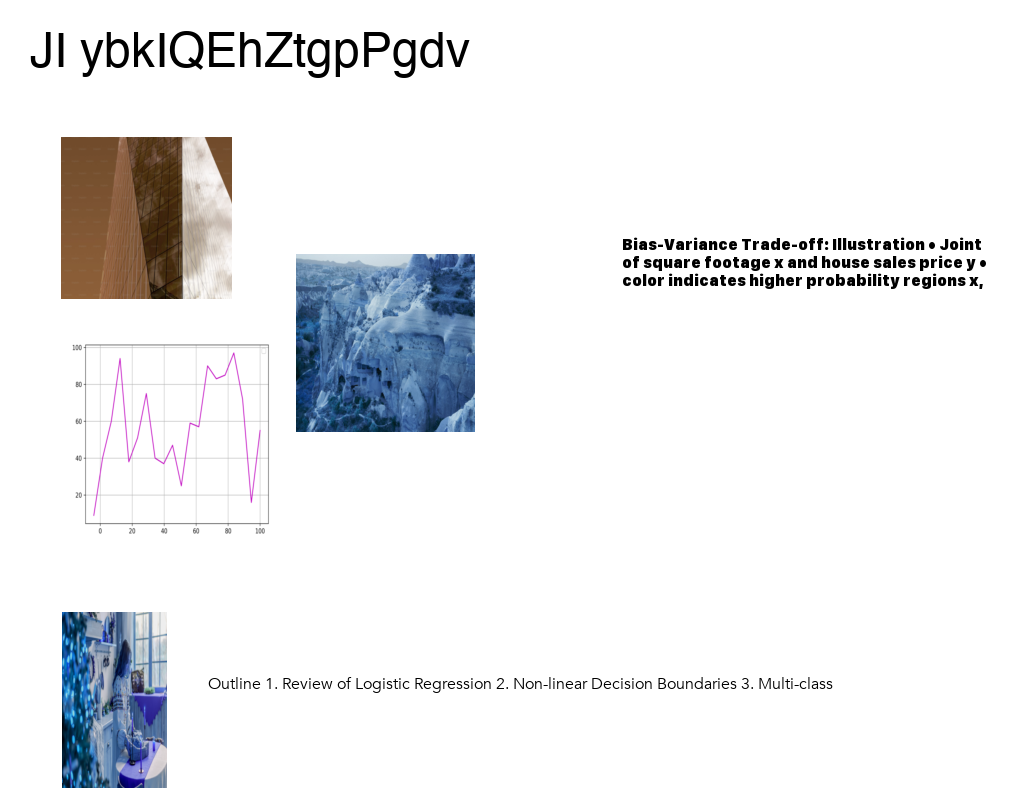 JI ybkIQEhZtgpPgdv
Bias-Variance Trade-off: Illustration • Joint
of square footage x and house sales price y •
color indicates higher probability regions x,
100
80
60
40
20
0 20 40 60 80 100
Outline 1. Review of Logistic Regression 2. Non-linear Decision Boundaries 3. Multi-class